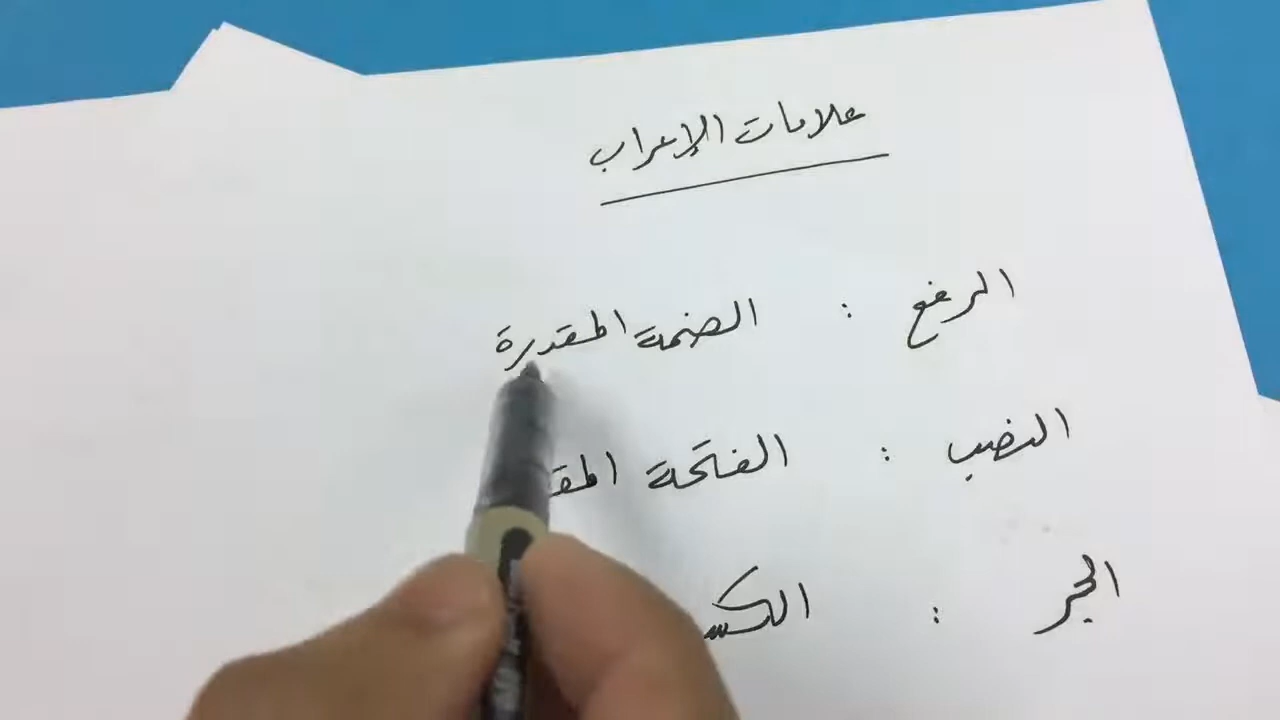 علامات الإعراب
الرفع : الضمة المقدرة
النصب : الفتحة
الجر :